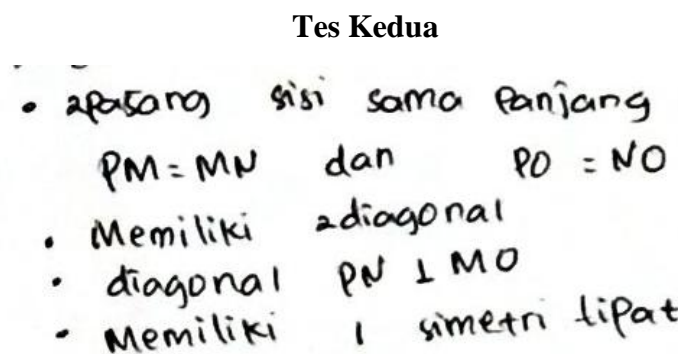 Tes Kedua
• 2pasang sisi sama panjang
PM = MN dan PO = NO
• Memiliki 2diagonal
• diagonal PN ⊥ MO
• Memiliki 1 simetri lipat